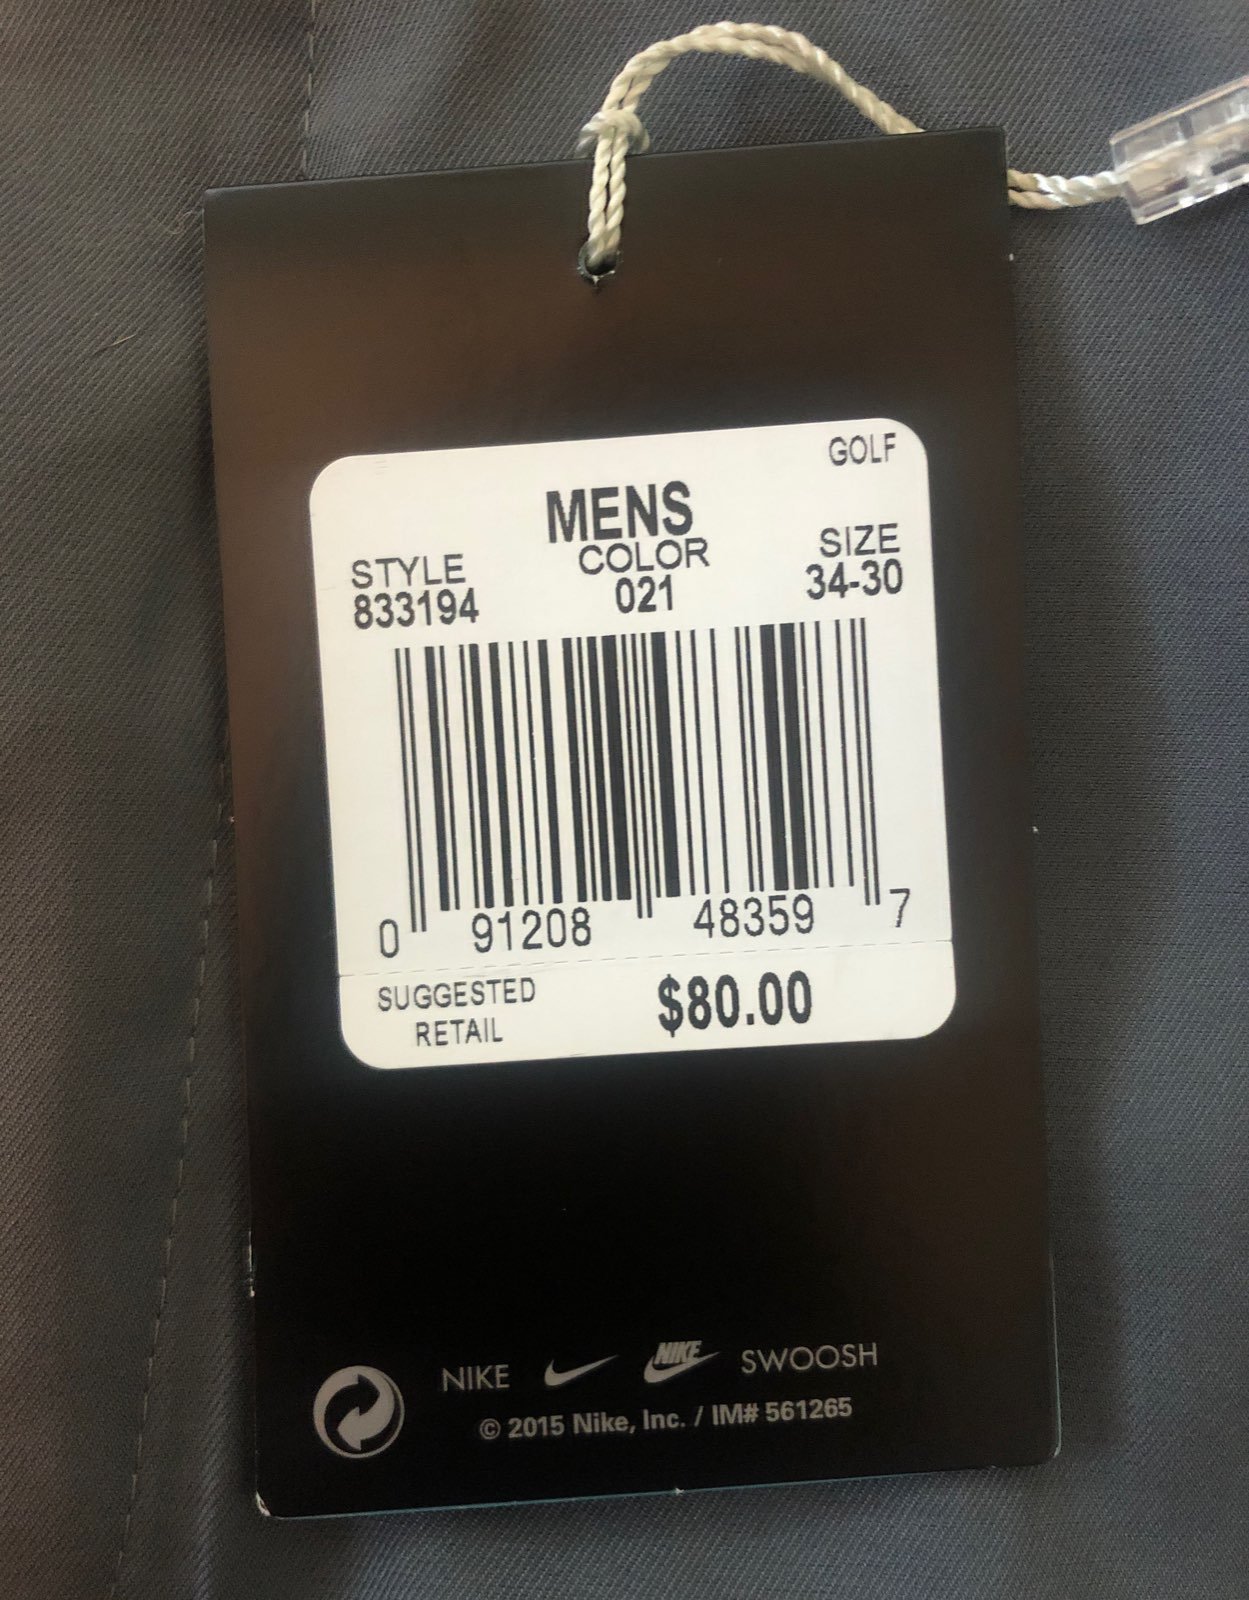 GOLF
MENS
STYLE COLOR SIZE
833194 021 34-30
0 91208 48359 7
SUGGESTED RETAIL $80.00
NIKE NIKE SWOOSH
© 2015 Nike, Inc. / IM# 561265